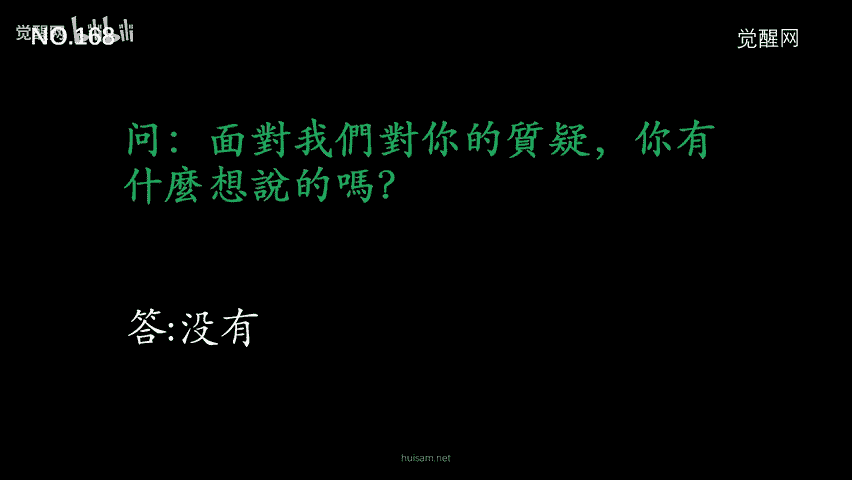 觉醒网 bilibili
NO.168
觉醒网
问：面對我們對你的質疑，你有
什麼想說的嗎？
答:没有
huisam.net